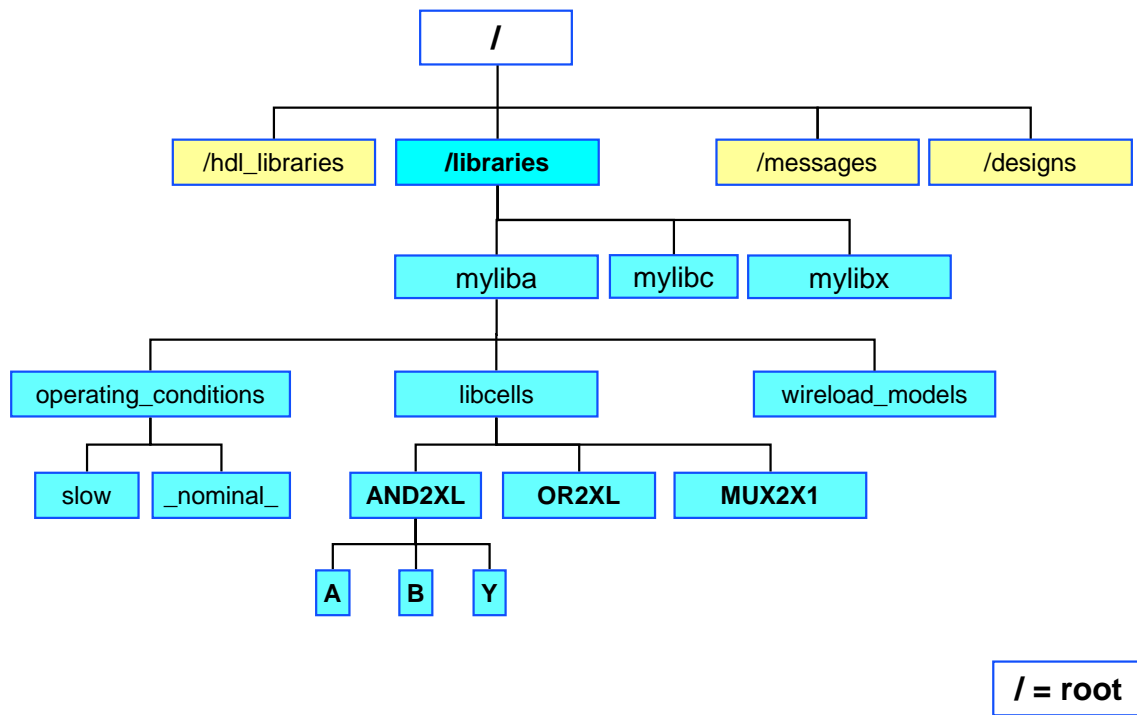 /
/hdl_libraries
/libraries
/messages
/designs
myliba
mylibc
mylibx
operating_conditions
libcells
wireload_models
slow
_nominal_
AND2XL
OR2XL
MUX2X1
A
B
Y
/ = root